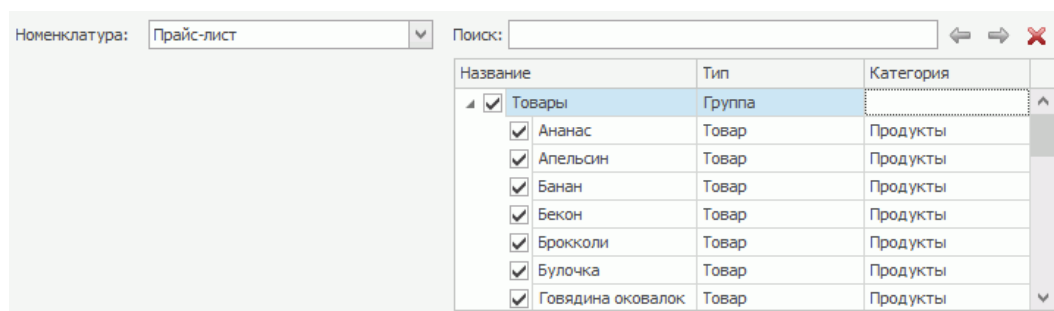 Номенклатура: Прайс-лист Поиск:
Название Тип Категория
Товары Группа
Ананас Товар Продукты
Апельсин Товар Продукты
Банан Товар Продукты
Бекон Товар Продукты
Брокколи Товар Продукты
Булочка Товар Продукты
Говядина оковалок Товар Продукты